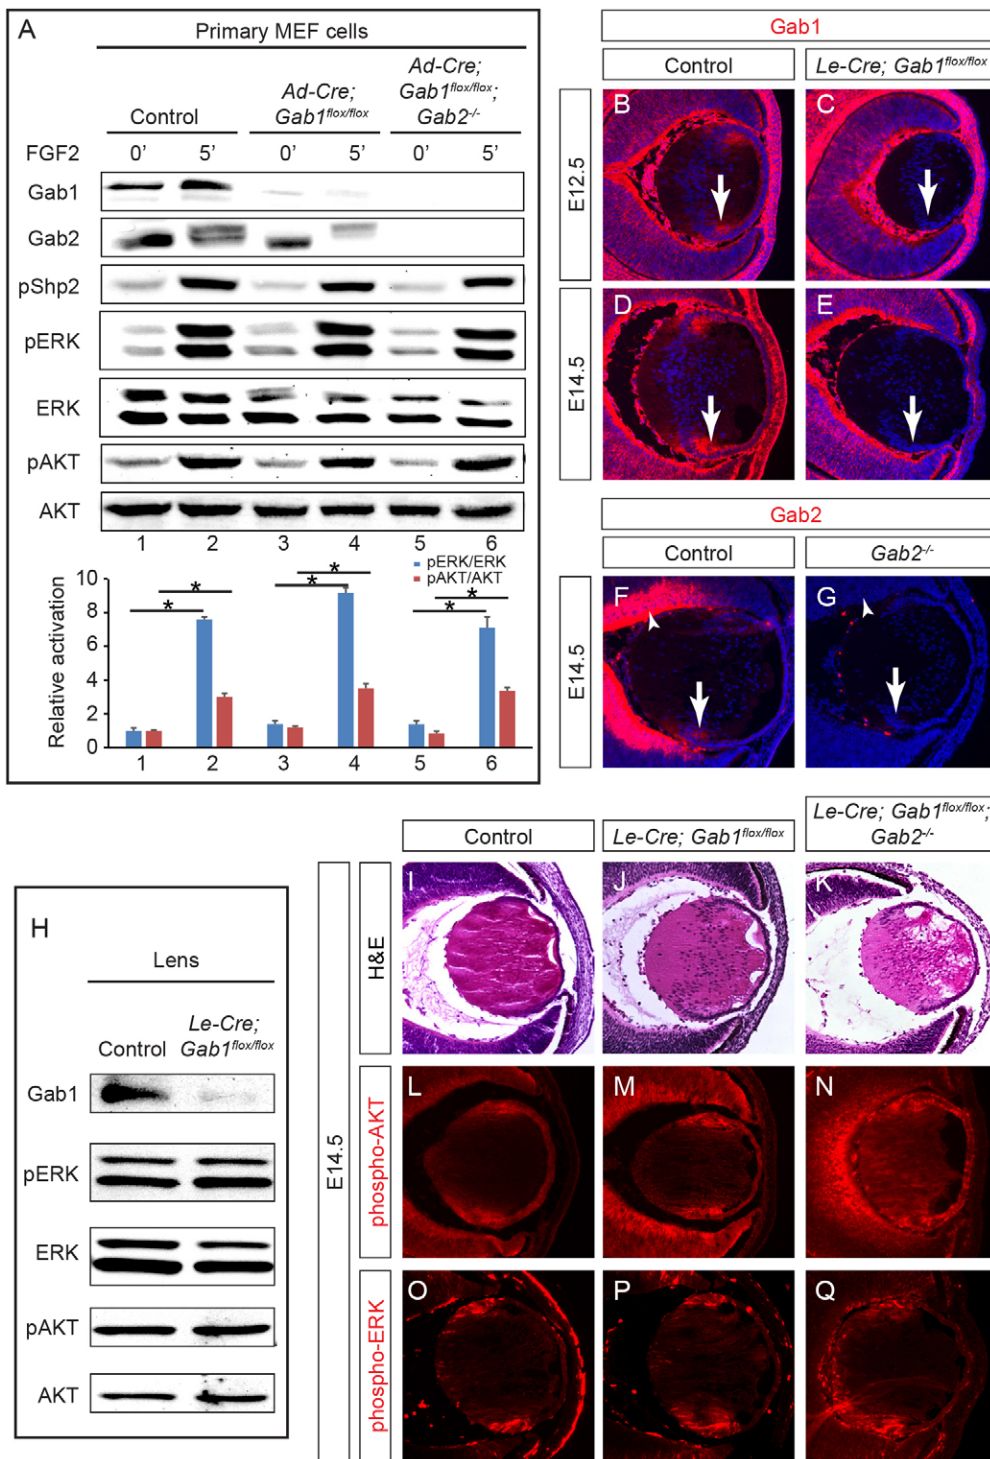 A
Primary MEF cells
Control
Ad-Cre;
Gab1flox/flox
Ad-Cre;
Gab1flox/flox;
Gab2-/-
FGF2 0' 5' 0' 5' 0' 5'
Gab1
Gab2
pShp2
pERK
ERK
pAKT
AKT
1 2 3 4 5 6
Relative activation
10
8
6
4
2
0
pERK/ERK
pAKT/AKT
* * * * * *
1 2 3 4 5 6
Gab1
Control
Le-Cre; Gab1flox/flox
E12.5
B
C
E14.5
D
E
Gab2
Control
Gab2-/-
E14.5
F
G
H
Lens
Control
Le-Cre;
Gab1flox/flox
Gab1
pERK
ERK
pAKT
AKT
Control
Le-Cre; Gab1flox/flox
Le-Cre; Gab1flox/flox;
Gab2-/-
E14.5
H&E
I
J
K
phospho-AKT
L
M
N
phospho-ERK
O
P
Q